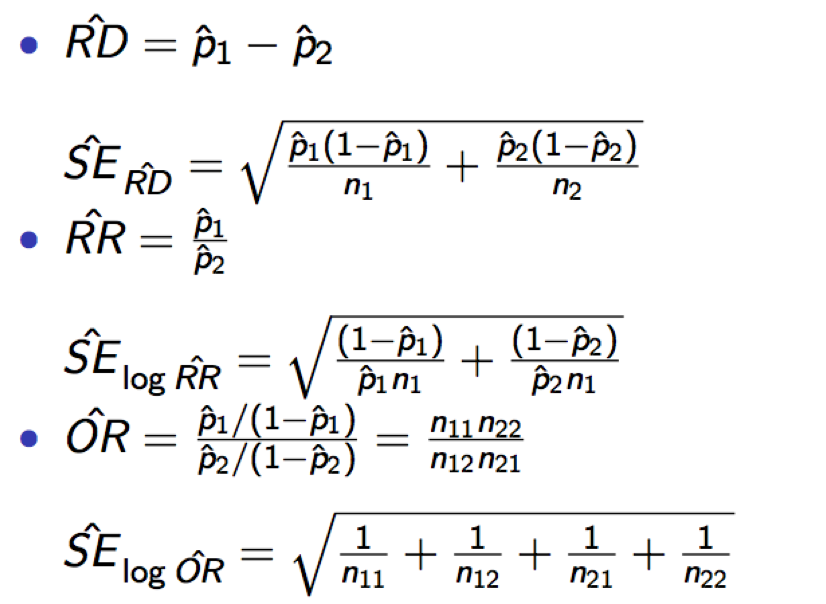 • R̂D = p̂₁ − p̂₂
ŜE_R̂D = √( p̂₁(1−p̂₁)/n₁ + p̂₂(1−p̂₂)/n₂ )
• R̂R = p̂₁/p̂₂
ŜE_log R̂R = √( (1−p̂₁)/(p̂₁n₁) + (1−p̂₂)/(p̂₂n₁) )
• ÔR = (p̂₁/(1−p̂₁))/(p̂₂/(1−p̂₂)) = (n₁₁n₂₂)/(n₁₂n₂₁)
ŜE_log ÔR = √( 1/n₁₁ + 1/n₁₂ + 1/n₂₁ + 1/n₂₂ )